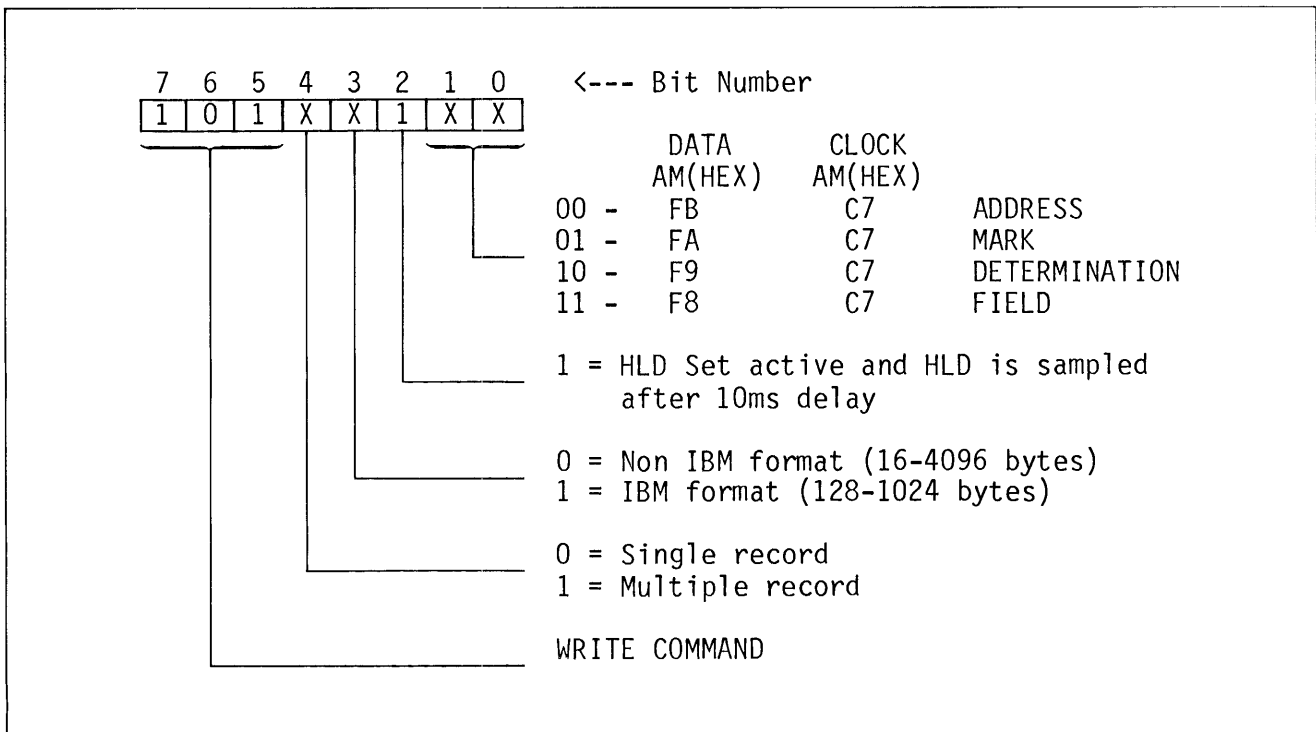 7 6 5 4 3 2 1 0 <--- Bit Number
1 0 1 X X 1 X X
DATA CLOCK
AM(HEX) AM(HEX)
00 - FB C7 ADDRESS
01 - FA C7 MARK
10 - F9 C7 DETERMINATION
11 - F8 C7 FIELD
1 = HLD Set active and HLD is sampled
after 10ms delay
0 = Non IBM format (16-4096 bytes)
1 = IBM format (128-1024 bytes)
0 = Single record
1 = Multiple record
WRITE COMMAND